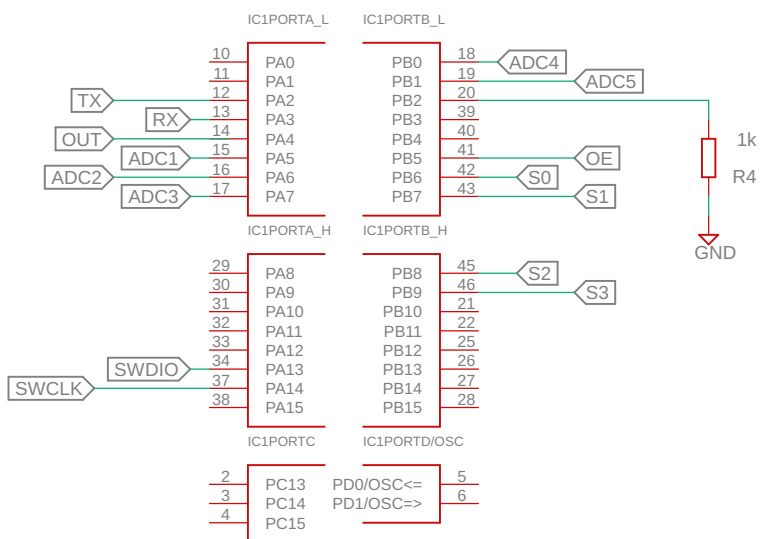 IC1PORTA_L IC1PORTB_L
10 PA0 PB0 18 ADC4
11 PA1 PB1 19 ADC5
TX 12 PA2 PB2 20
RX 13 PA3 PB3 39
OUT 14 PA4 PB4 40 1k
ADC1 15 PA5 PB5 41 OE
ADC2 16 PA6 PB6 42 S0 R4
ADC3 17 PA7 PB7 43 S1
IC1PORTA_H IC1PORTB_H
GND
29 PA8 PB8 45 S2
30 PA9 PB9 46 S3
31 PA10 PB10 21
32 PA11 PB11 22
33 PA12 PB12 25
SWDIO 34 PA13 PB13 26
SWCLK 37 PA14 PB14 27
38 PA15 PB15 28
IC1PORTC IC1PORTD/OSC
2 PC13 PD0/OSC<= 5
3 PC14 PD1/OSC=> 6
4 PC15